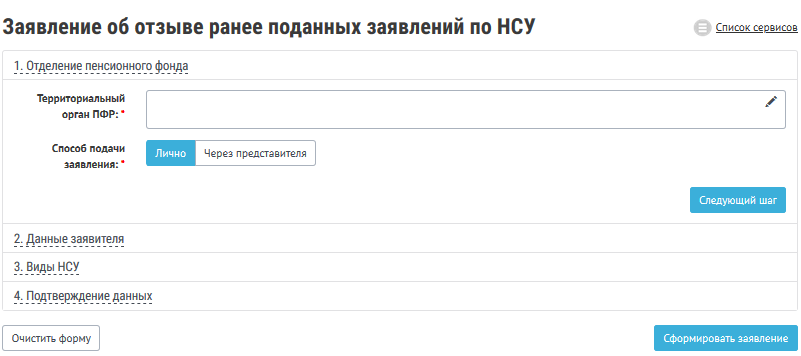 Заявление об отзыве ранее поданных заявлений по НСУ
Список сервисов
1. Отделение пенсионного фонда
Территориальный
орган ПФР: *
Способ подачи
заявления: *
Лично
Через представителя
Следующий шаг
2. Данные заявителя
3. Виды НСУ
4. Подтверждение данных
Очистить форму
Сформировать заявление